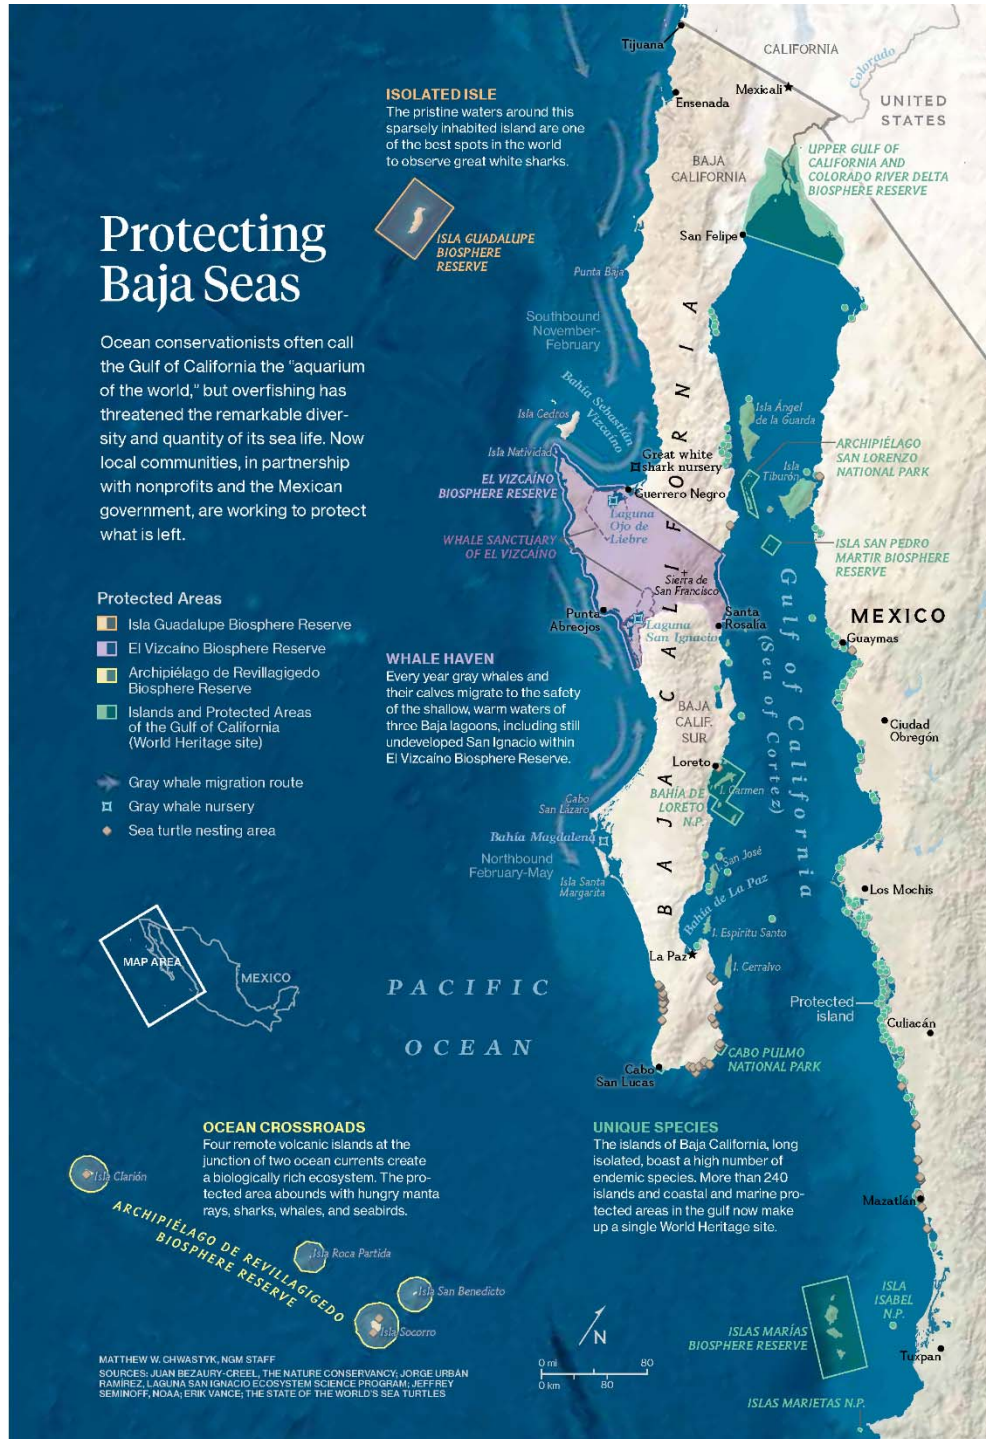 Tijuana
CALIFORNIA
Colorado
Mexicali
Ensenada
UNITED
STATES
ISOLATED ISLE
The pristine waters around this
sparsely inhabited island are one
of the best spots in the world
to observe great white sharks.
BAJA
CALIFORNIA
UPPER GULF OF
CALIFORNIA AND
COLORADO RIVER DELTA
BIOSPHERE RESERVE
Protecting
Baja Seas
ISLA GUADALUPE
BIOSPHERE
RESERVE
San Felipe
Punta Baja
Southbound
November-
February
Ocean conservationists often call
the Gulf of California the "aquarium
of the world," but overfishing has
threatened the remarkable diver-
sity and quantity of its sea life. Now
local communities, in partnership
with nonprofits and the Mexican
government, are working to protect
what is left.
Bahía Sebastián
Vizcaíno
Isla Cedros
Isla Natividad
Isla Ángel
de la Guarda
ARCHIPIÉLAGO
SAN LORENZO
NATIONAL PARK
Isla
Tiburón
Great white
shark nursery
Guerrero Negro
EL VIZCAÍNO
BIOSPHERE RESERVE
Laguna
Ojo de
Liebre
WHALE SANCTUARY
OF EL VIZCAÍNO
ISLA SAN PEDRO
MARTIR BIOSPHERE
RESERVE
Sierra de
San Francisco
BAJA CALIFORNIA
Gulf of California
(Sea of Cortez)
MEXICO
Punta
Abreojos
Laguna
San Ignacio
Santa
Rosalía
Guaymas
Protected Areas
Isla Guadalupe Biosphere Reserve
El Vizcaíno Biosphere Reserve
Archipiélago de Revillagigedo
Biosphere Reserve
Islands and Protected Areas
of the Gulf of California
(World Heritage site)
Gray whale migration route
Gray whale nursery
Sea turtle nesting area
WHALE HAVEN
Every year gray whales and
their calves migrate to the safety
of the shallow, warm waters of
three Baja lagoons, including still
undeveloped San Ignacio within
El Vizcaíno Biosphere Reserve.
BAJA
CALIF.
SUR
Ciudad
Obregón
Loreto
I. Carmen
BAHÍA DE
LORETO
N.P.
Cabo
San Lázaro
Bahía Magdalena
Northbound
February-May
Isla Santa
Margarita
I. San José
Bahía de La Paz
Los Mochis
I. Espíritu Santo
La Paz
I. Cerralvo
MAP AREA
MEXICO
PACIFIC
OCEAN
Protected
island
Culiacán
CABO PULMO
NATIONAL PARK
Cabo
San Lucas
OCEAN CROSSROADS
Four remote volcanic islands at the
junction of two ocean currents create
a biologically rich ecosystem. The pro-
tected area abounds with hungry manta
rays, sharks, whales, and seabirds.
UNIQUE SPECIES
The islands of Baja California, long
isolated, boast a high number of
endemic species. More than 240
islands and coastal and marine pro-
tected areas in the gulf now make
up a single World Heritage site.
Mazatlán
Isla Clarión
ARCHIPIÉLAGO DE REVILLAGIGEDO
BIOSPHERE RESERVE
Isla Roca Partida
Isla San Benedicto
Isla Socorro
ISLA
ISABEL
N.P.
ISLAS MARÍAS
BIOSPHERE RESERVE
Tuxpan
N
0 mi 80
0 km 80
MATTHEW W. CHWASTYK, NGM STAFF
SOURCES: JUAN BEZAURY-CREEL, THE NATURE CONSERVANCY; JORGE URBÁN
RAMÍREZ, LAGUNA SAN IGNACIO ECOSYSTEM SCIENCE PROGRAM; JEFFREY
SEMINOFF, NOAA; ERIK VANCE; THE STATE OF THE WORLD'S SEA TURTLES
ISLAS MARIETAS N.P.